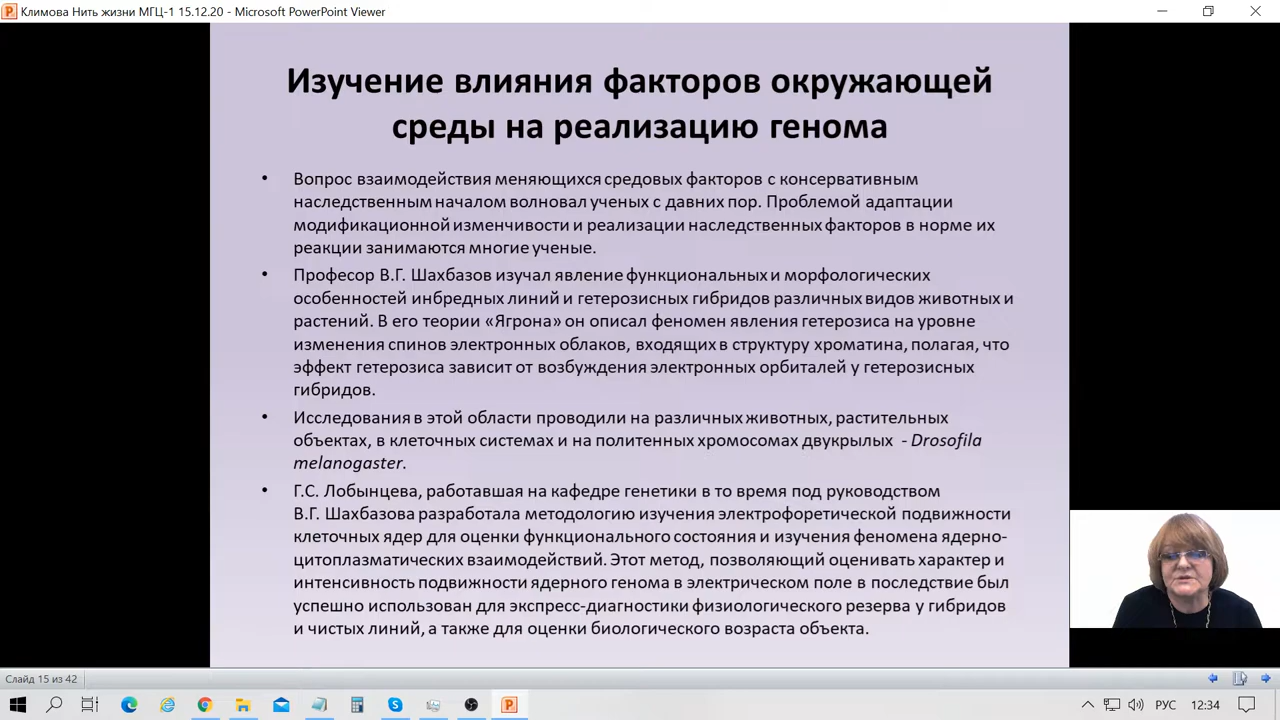 Климова Нить жизни МГЦ-1 15.12.20 - Microsoft PowerPoint Viewer
Изучение влияния факторов окружающей
среды на реализацию генома
• Вопрос взаимодействия меняющихся средовых факторов с консервативным
наследственным началом волновал ученых с давних пор. Проблемой адаптации
модификационной изменчивости и реализации наследственных факторов в норме их
реакции занимаются многие ученые.
• Професор В.Г. Шахбазов изучал явление функциональных и морфологических
особенностей инбредных линий и гетерозисных гибридов различных видов животных и
растений. В его теории «Ягрона» он описал феномен явления гетерозиса на уровне
изменения спинов электронных облаков, входящих в структуру хроматина, полагая, что
эффект гетерозиса зависит от возбуждения электронных орбиталей у гетерозисных
гибридов.
• Исследования в этой области проводили на различных животных, растительных
объектах, в клеточных системах и на политенных хромосомах двукрылых - Drosofila
melanogaster.
• Г.С. Лобынцева, работавшая на кафедре генетики в то время под руководством
В.Г. Шахбазова разработала методологию изучения электрофоретической подвижности
клеточных ядер для оценки функционального состояния и изучения феномена ядерно-
цитоплазматических взаимодействий. Этот метод, позволяющий оценивать характер и
интенсивность подвижности ядерного генома в электрическом поле в последствие был
успешно использован для экспресс-диагностики физиологического резерва у гибридов
и чистых линий, а также для оценки биологического возраста объекта.
Слайд 15 из 42
РУС 12:34